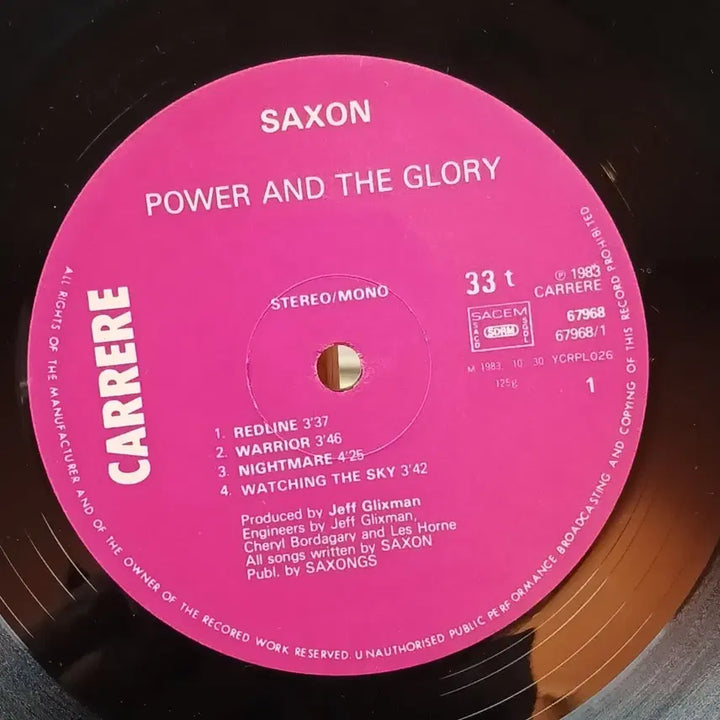 SAXON
POWER AND THE GLORY
CARRERE
STEREO/MONO
33 t
℗ 1983
CARRERE
SACEM
SACD SDRM SGDL
67968
67968/1
M 1983. 10. 30 YCRPL026
125g
1
1. REDLINE 3'37
2. WARRIOR 3'46
3. NIGHTMARE 4'25
4. WATCHING THE SKY 3'42
Produced by Jeff Glixman
Engineers by Jeff Glixman,
Cheryl Bordagary and Les Horne
All songs written by SAXON
Publ. by SAXONGS
ALL RIGHTS OF THE MANUFACTURER AND OF THE OWNER OF THE RECORED WORK RESERVED. UNAUTHORISED PUBLIC PERFORMANCE BROADCASTING AND COPYING OF THIS RECORD PROHIBITED